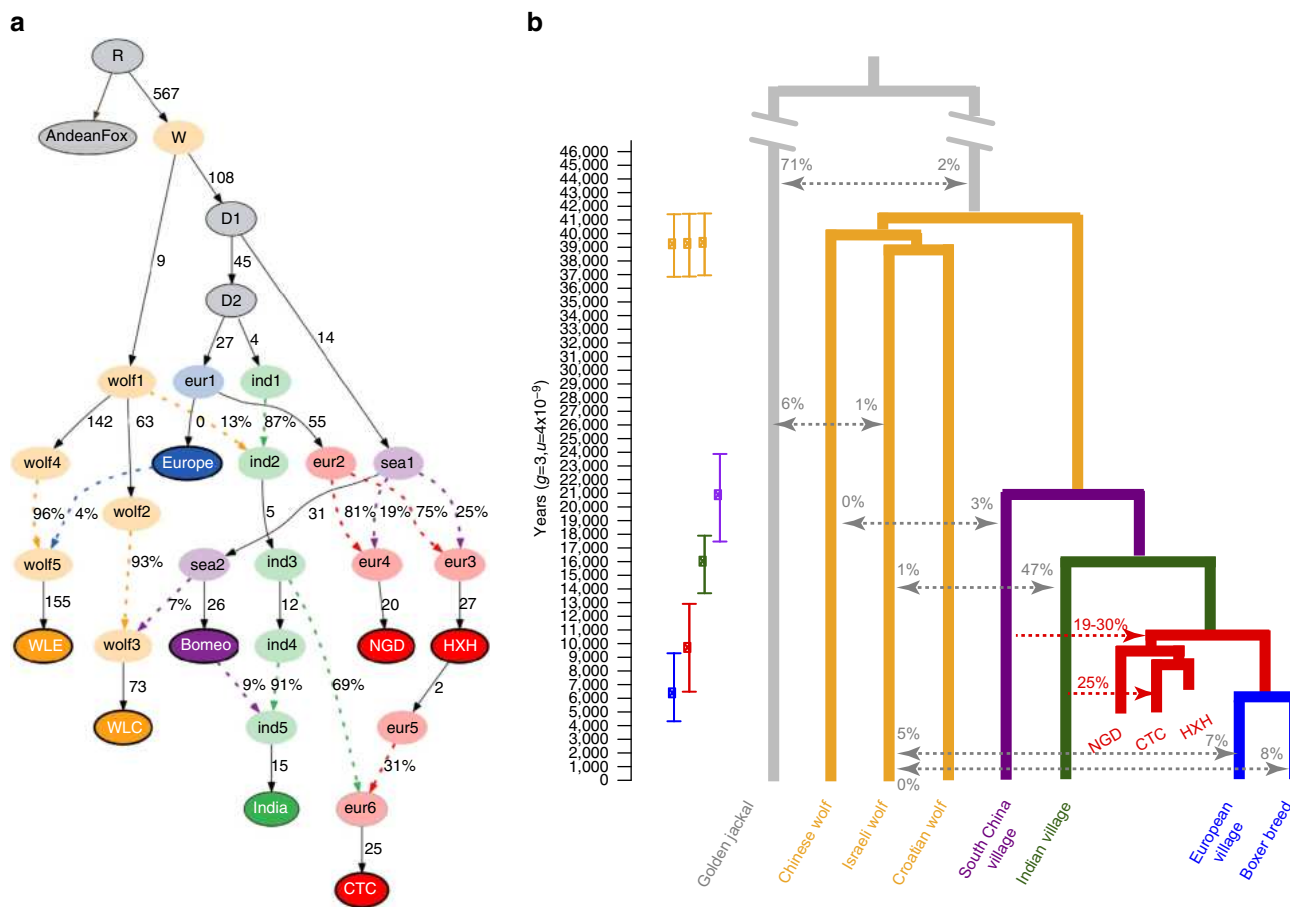 a
R
567
AndeanFox
W
108
D1
9
45
D2
14
27
4
wolf1
eur1
ind1
142
63
0
13%
87%
55
wolf4
Europe
ind2
eur2
sea1
96%
4%
wolf2
5
31
81%
19%
75%
25%
wolf5
93%
sea2
ind3
eur4
eur3
155
7%
26
12
20
27
WLE
wolf3
Borneo
ind4
NGD
HXH
73
9%
91%
69%
2
WLC
ind5
eur5
15
31%
India
eur6
25
CTC
b
Years (g=3,u=4x10⁻⁹)
46,000
45,000
44,000
43,000
42,000
41,000
40,000
39,000
38,000
37,000
36,000
35,000
34,000
33,000
32,000
31,000
30,000
29,000
28,000
27,000
26,000
25,000
24,000
23,000
22,000
21,000
20,000
19,000
18,000
17,000
16,000
15,000
14,000
13,000
12,000
11,000
10,000
9,000
8,000
7,000
6,000
5,000
4,000
3,000
2,000
1,000
0
71%
2%
6%
1%
0%
3%
1%
47%
19-30%
25%
NGD
CTC
HXH
5%
7%
8%
0%
Golden jackal
Chinese wolf
Israeli wolf
Croatian wolf
South China
village
Indian village
European
village
Boxer breed